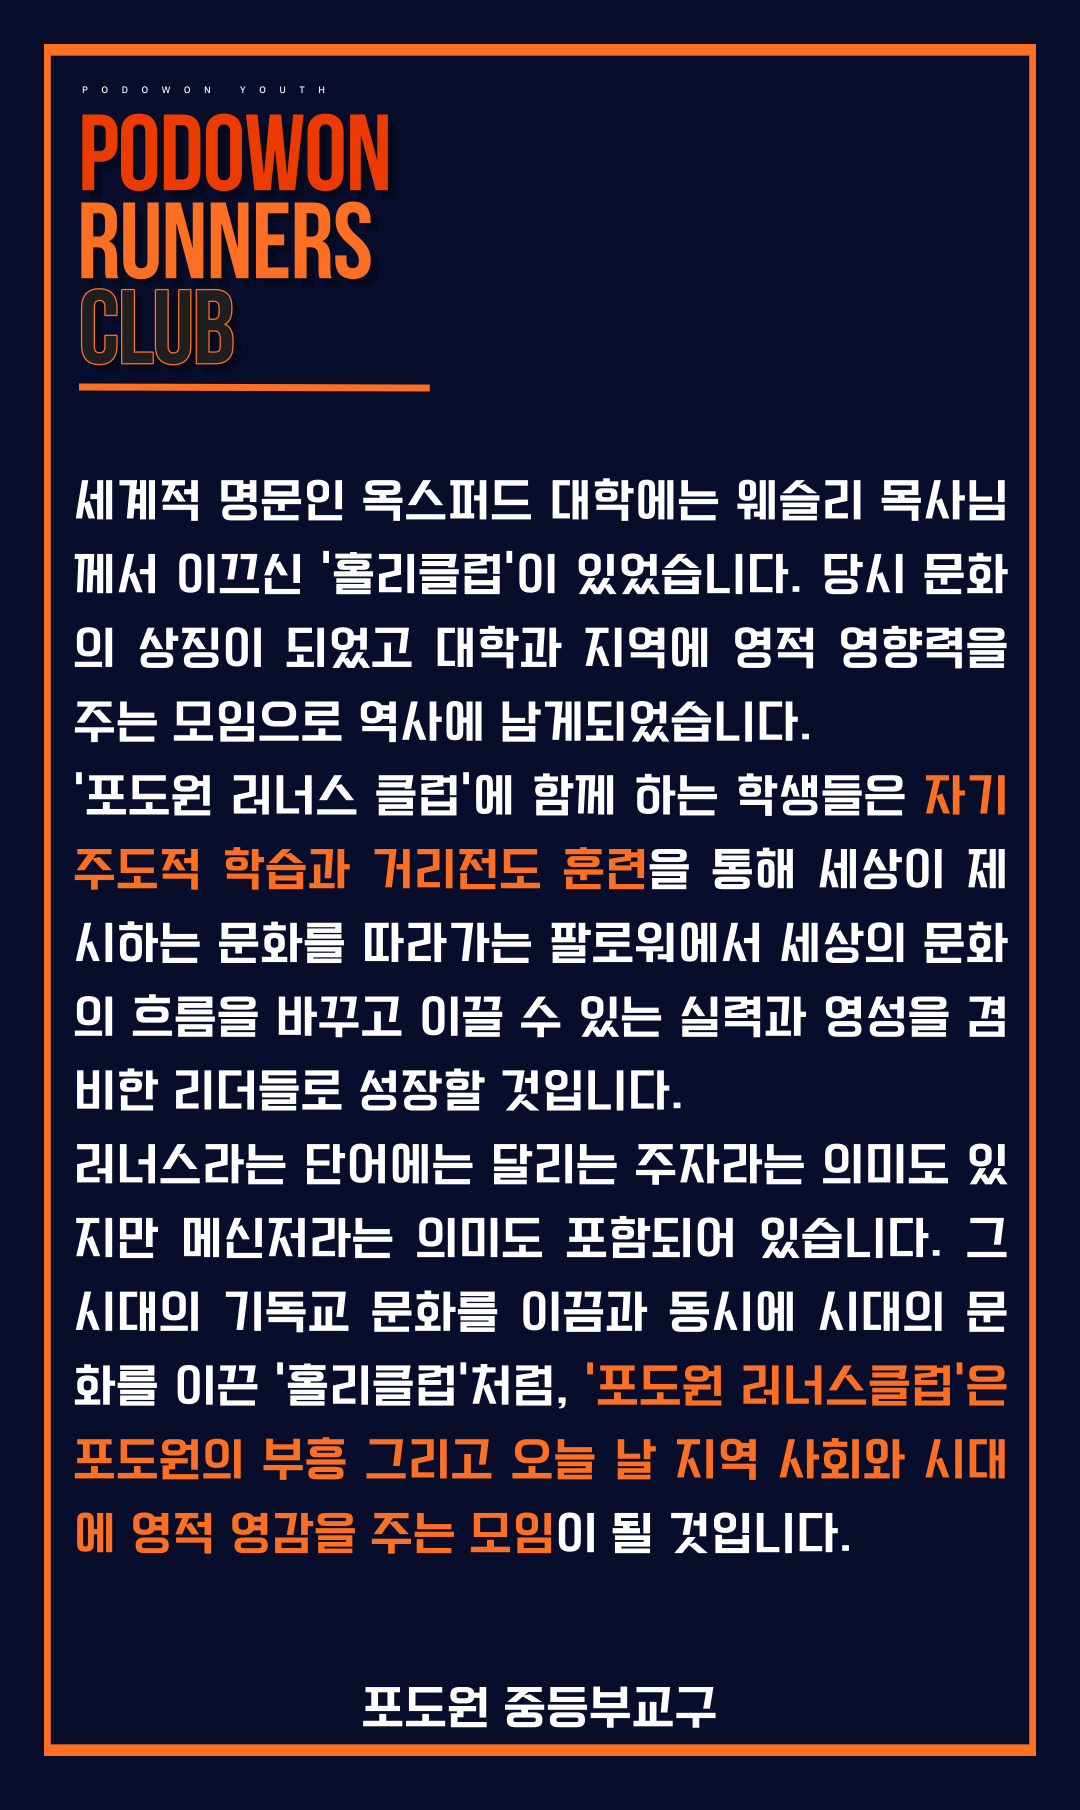 PODOWON YOUTH
PODOWON
RUNNERS
CLUB
세계적 명문인 옥스퍼드 대학에는 웨슬리 목사님
께서 이끄신 '홀리클럽'이 있었습니다. 당시 문화
의 상징이 되었고 대학과 지역에 영적 영향력을
주는 모임으로 역사에 남게되었습니다.
'포도원 러너스 클럽'에 함께 하는 학생들은 자기
주도적 학습과 거리전도 훈련을 통해 세상이 제
시하는 문화를 따라가는 팔로워에서 세상의 문화
의 흐름을 바꾸고 이끌 수 있는 실력과 영성을 겸
비한 리더들로 성장할 것입니다.
러너스라는 단어에는 달리는 주자라는 의미도 있
지만 메신저라는 의미도 포함되어 있습니다. 그
시대의 기독교 문화를 이끔과 동시에 시대의 문
화를 이끈 '홀리클럽'처럼, '포도원 러너스클럽'은
포도원의 부흥 그리고 오늘 날 지역 사회와 시대
에 영적 영감을 주는 모임이 될 것입니다.
포도원 중등부교구